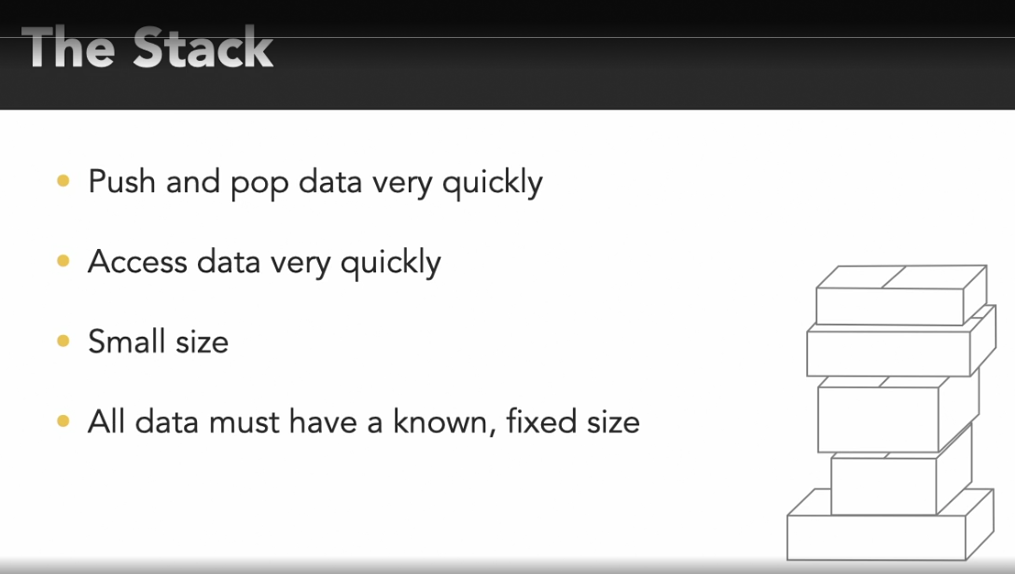 The Stack
Push and pop data very quickly
Access data very quickly
Small size
All data must have a known, fixed size